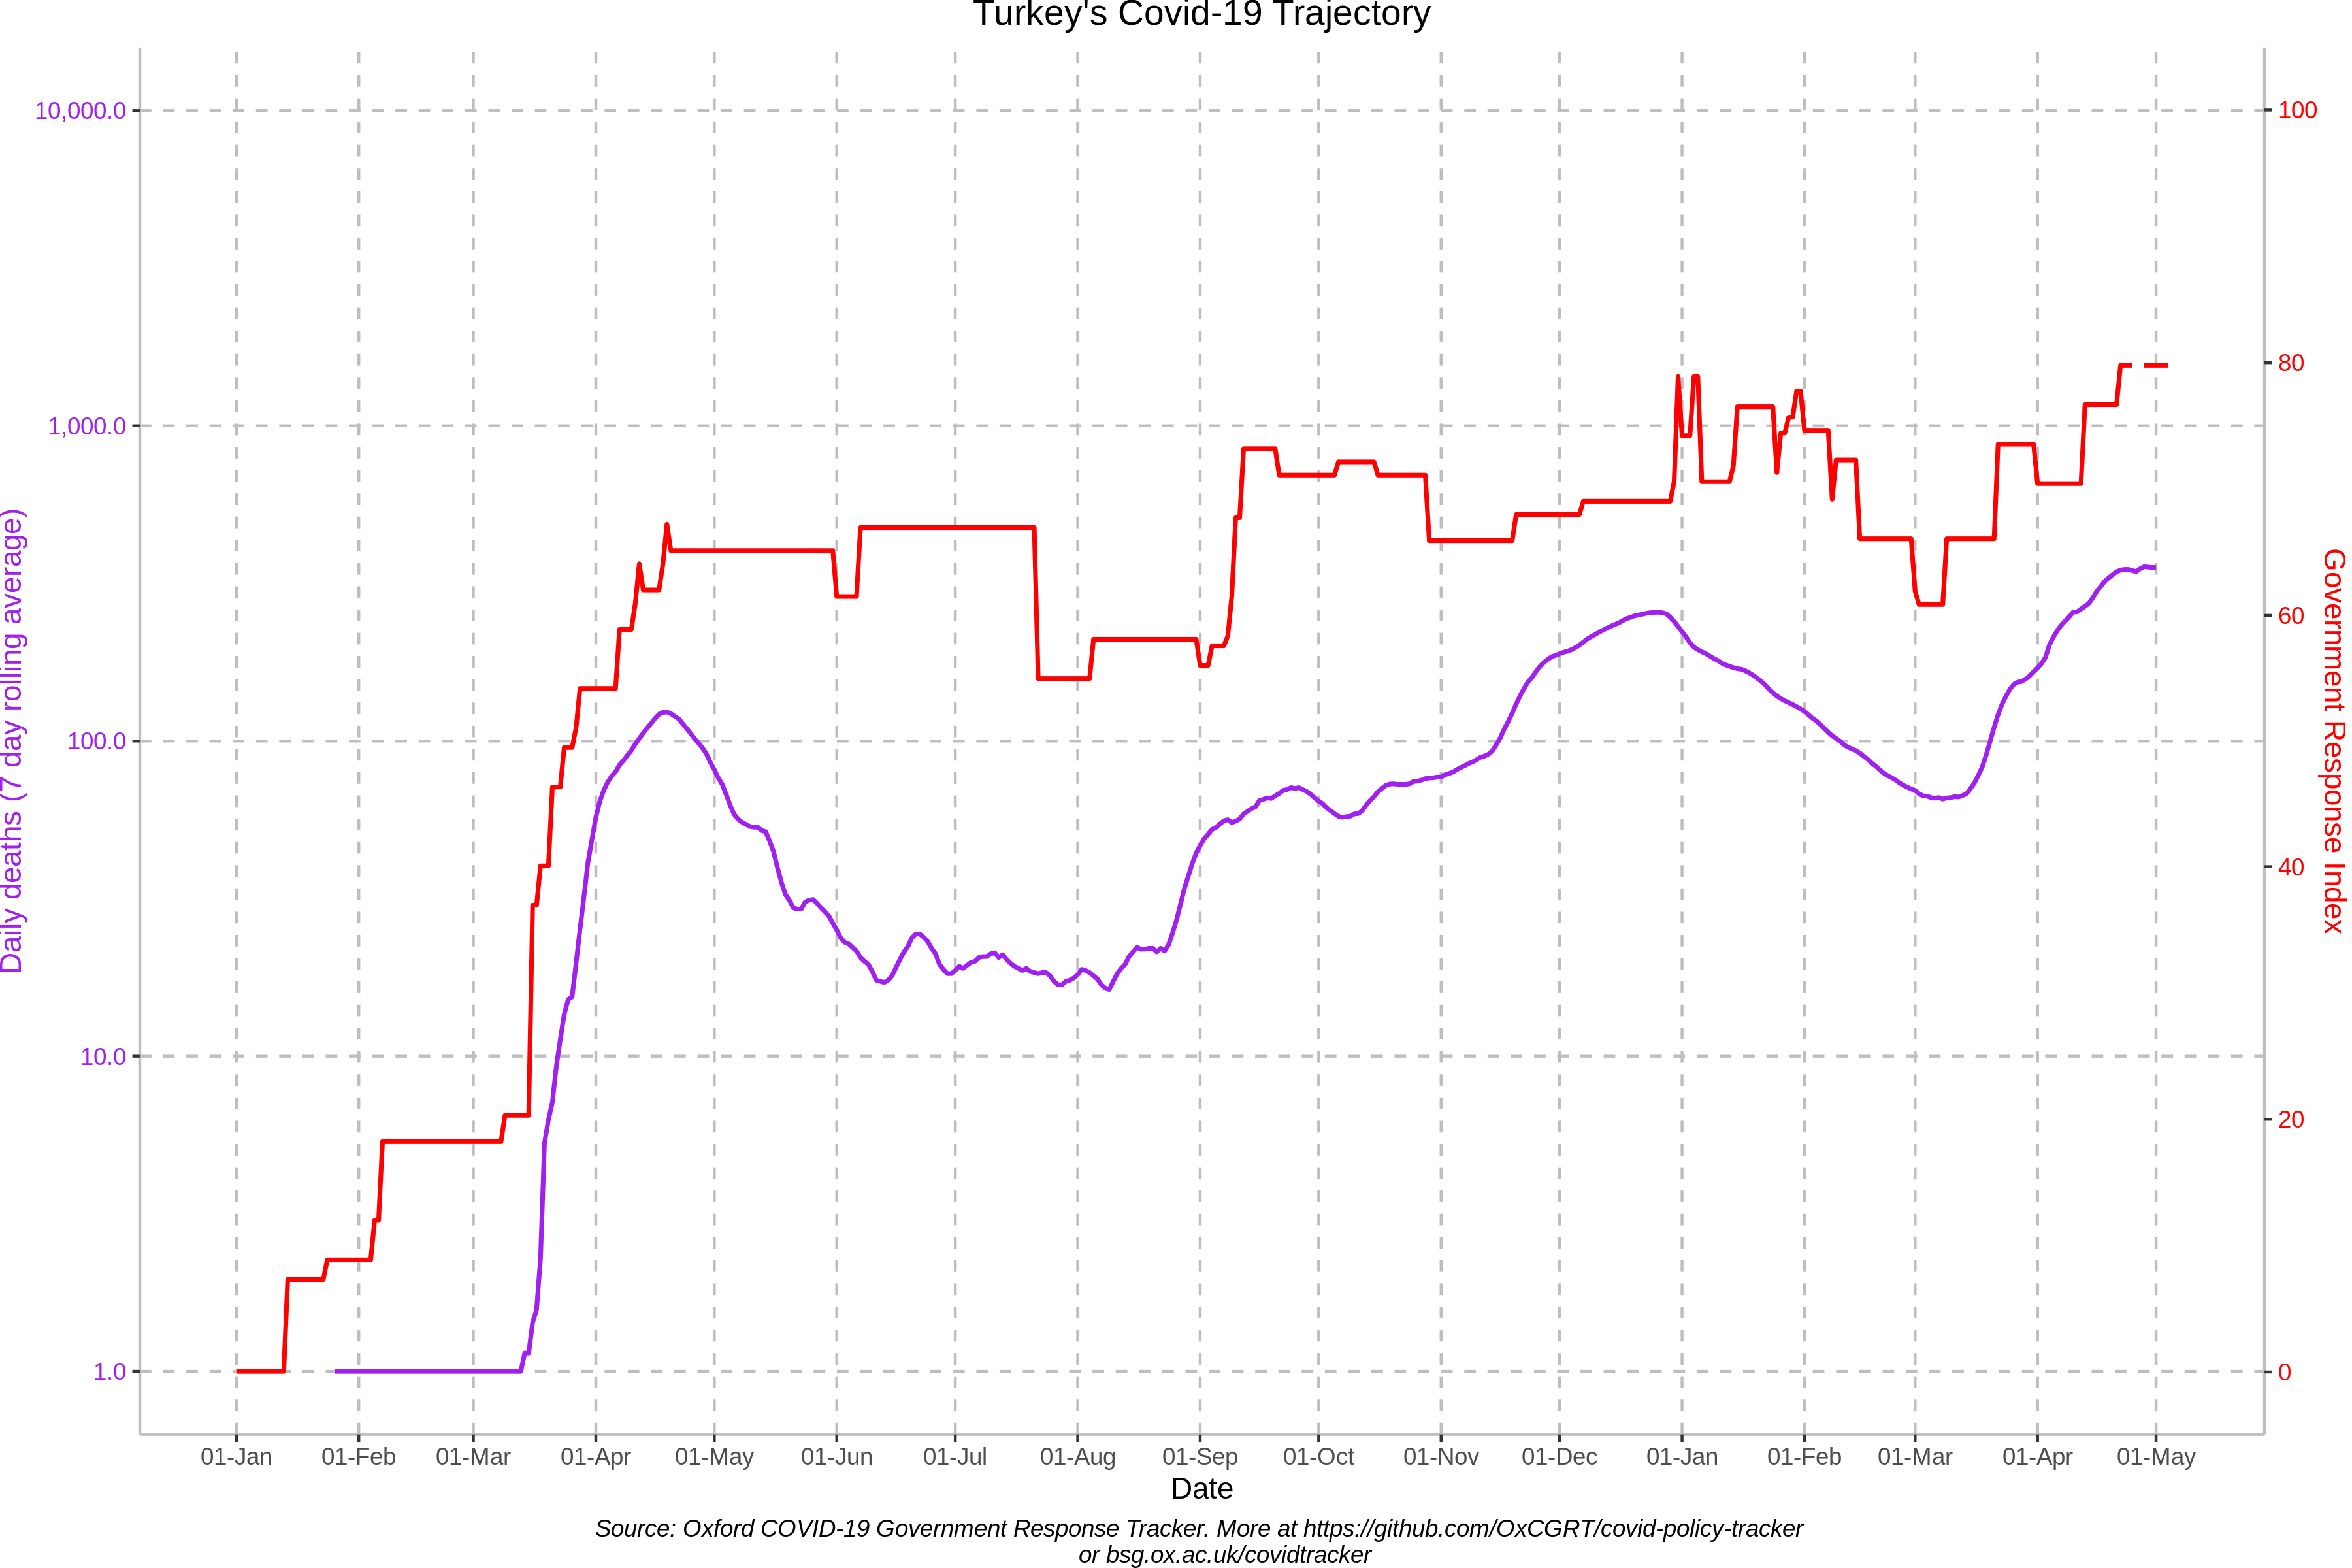 Turkey's Covid-19 Trajectory
10,000.0
1,000.0
100.0
10.0
1.0
Daily deaths (7 day rolling average)
100
80
60
40
20
0
Government Response Index
01-Jan 01-Feb 01-Mar 01-Apr 01-May 01-Jun 01-Jul 01-Aug 01-Sep 01-Oct 01-Nov 01-Dec 01-Jan 01-Feb 01-Mar 01-Apr 01-May
Date
Source: Oxford COVID-19 Government Response Tracker. More at https://github.com/OxCGRT/covid-policy-tracker
or bsg.ox.ac.uk/covidtracker